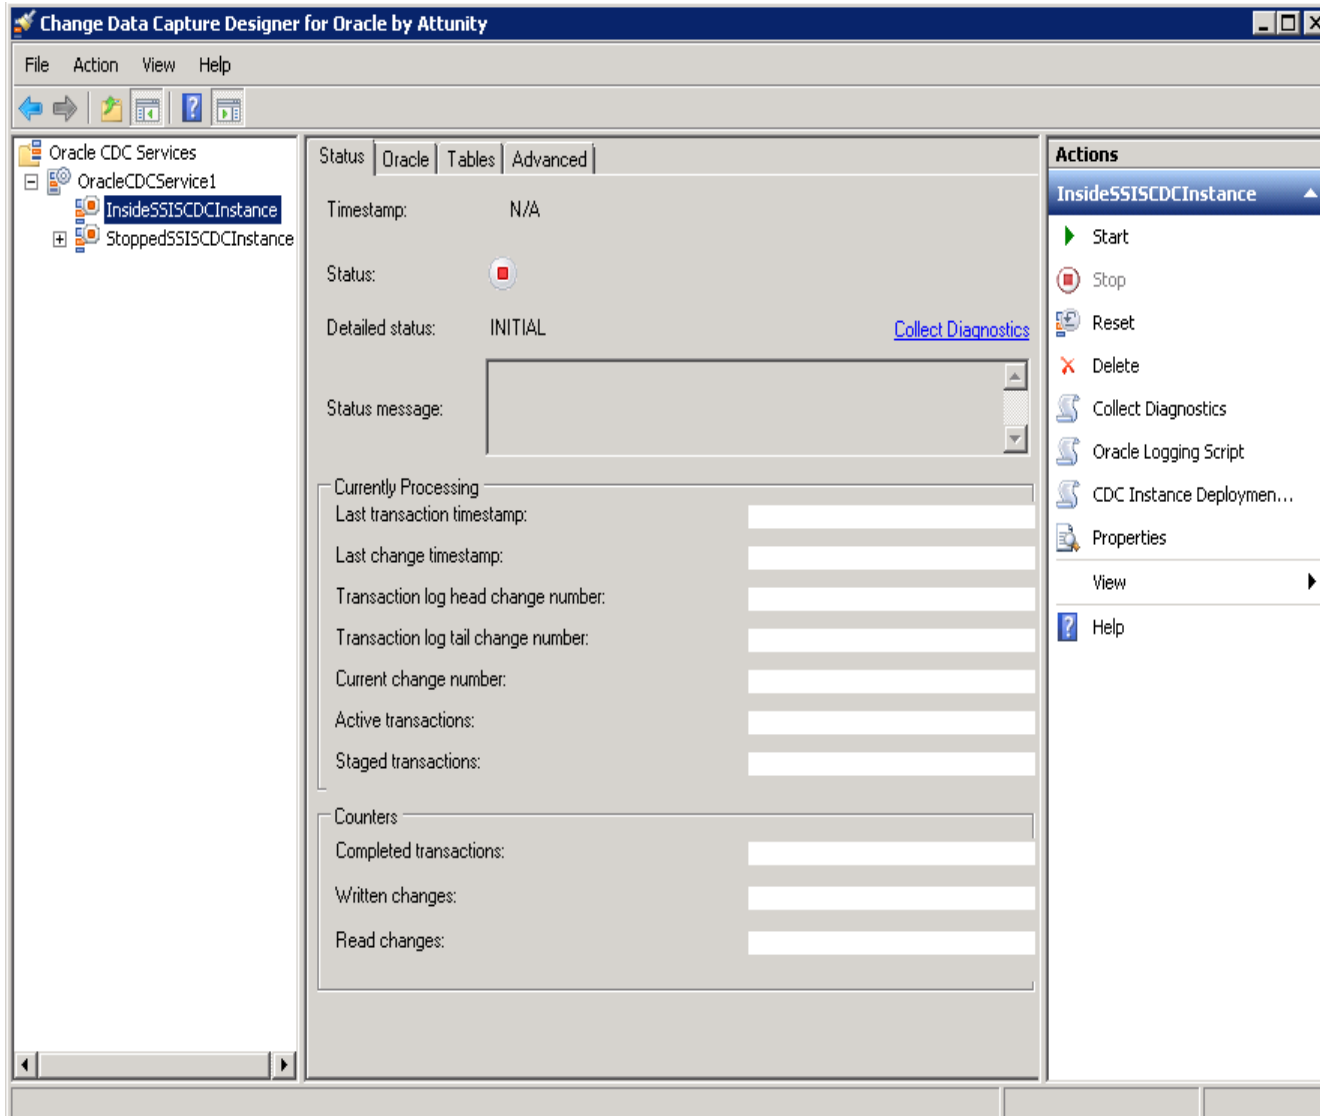 Change Data Capture Designer for Oracle by Attunity
File Action View Help
Oracle CDC Services
OracleCDCService1
InsideSSISCDCInstance
StoppedSSISCDCInstance
Status Oracle Tables Advanced
Timestamp: N/A
Status:
Detailed status: INITIAL Collect Diagnostics
Status message:
Currently Processing
Last transaction timestamp:
Last change timestamp:
Transaction log head change number:
Transaction log tail change number:
Current change number:
Active transactions:
Staged transactions:
Counters
Completed transactions:
Written changes:
Read changes:
Actions
InsideSSISCDCInstance
Start
Stop
Reset
Delete
Collect Diagnostics
Oracle Logging Script
CDC Instance Deploymen...
Properties
View
Help